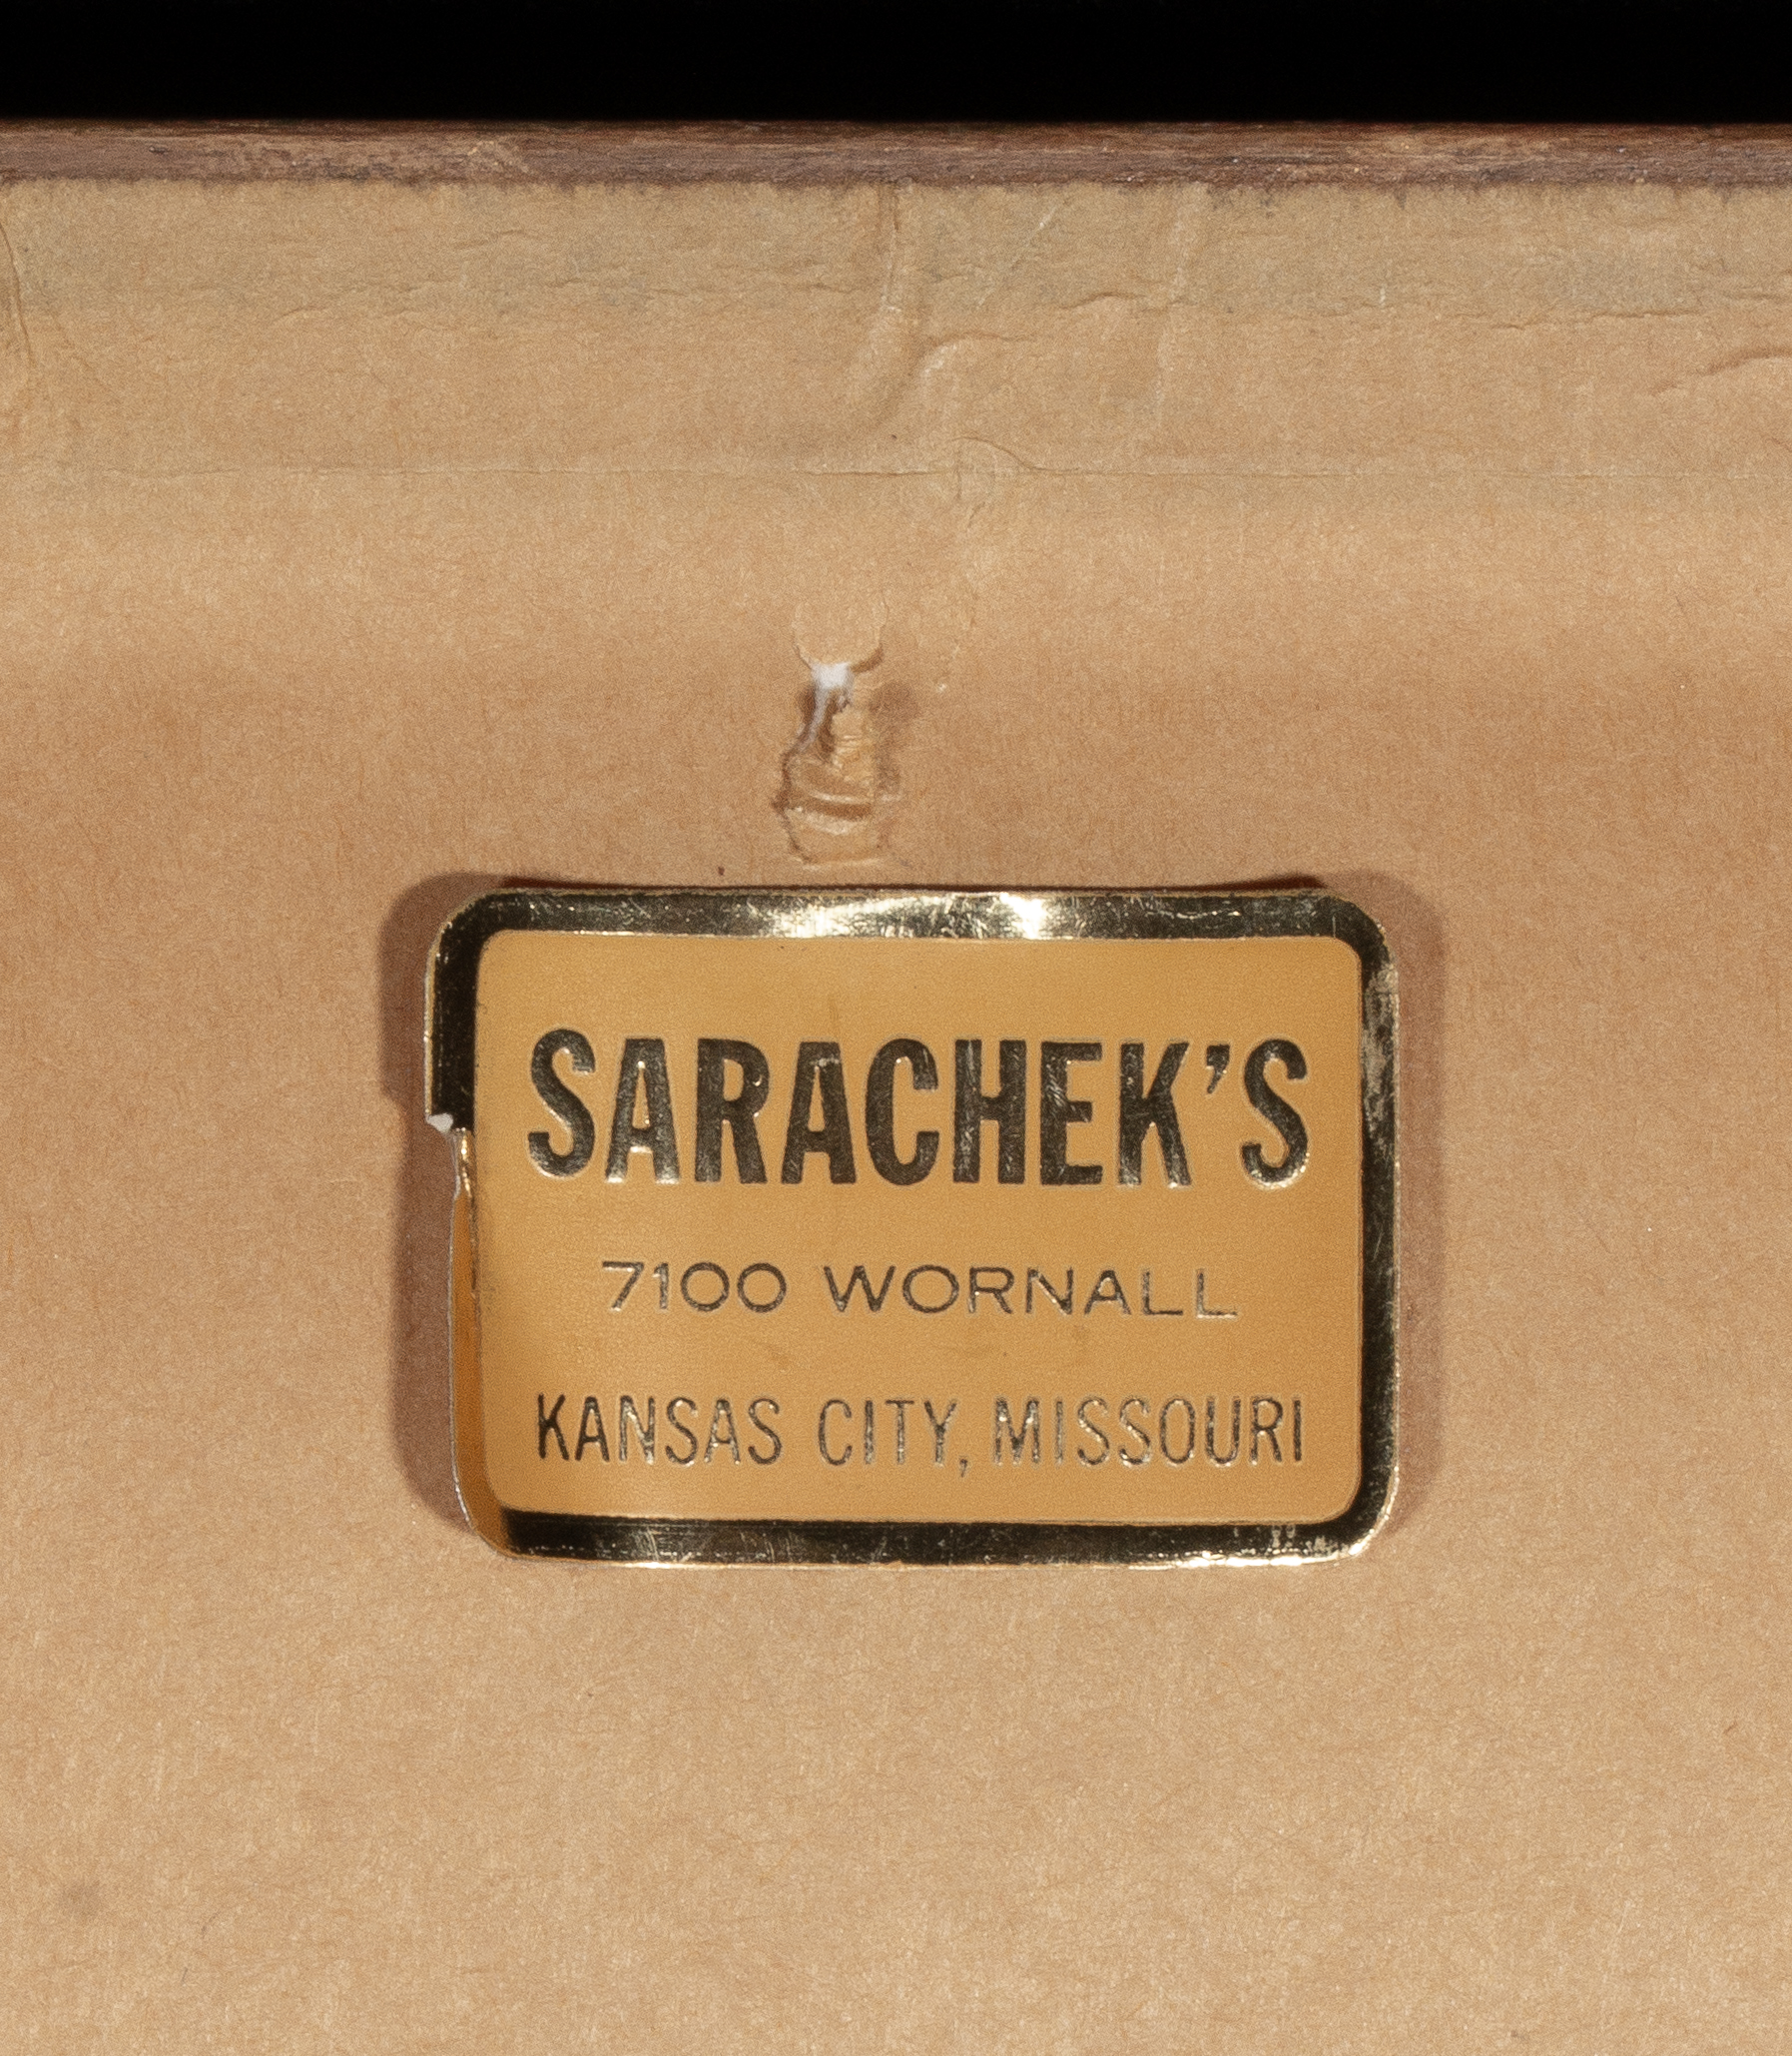 SARACHEK'S
7100 WORNALL
KANSAS CITY, MISSOURI